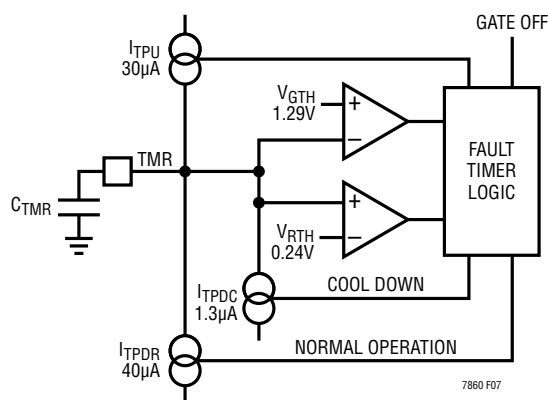 GATE OFF
ITPU
30µA
VGTH
1.29V
+
−
TMR
CTMR
FAULT
TIMER
LOGIC
+
−
VRTH
0.24V
ITPDC
1.3µA
COOL DOWN
ITPDR
40µA
NORMAL OPERATION
7860 F07